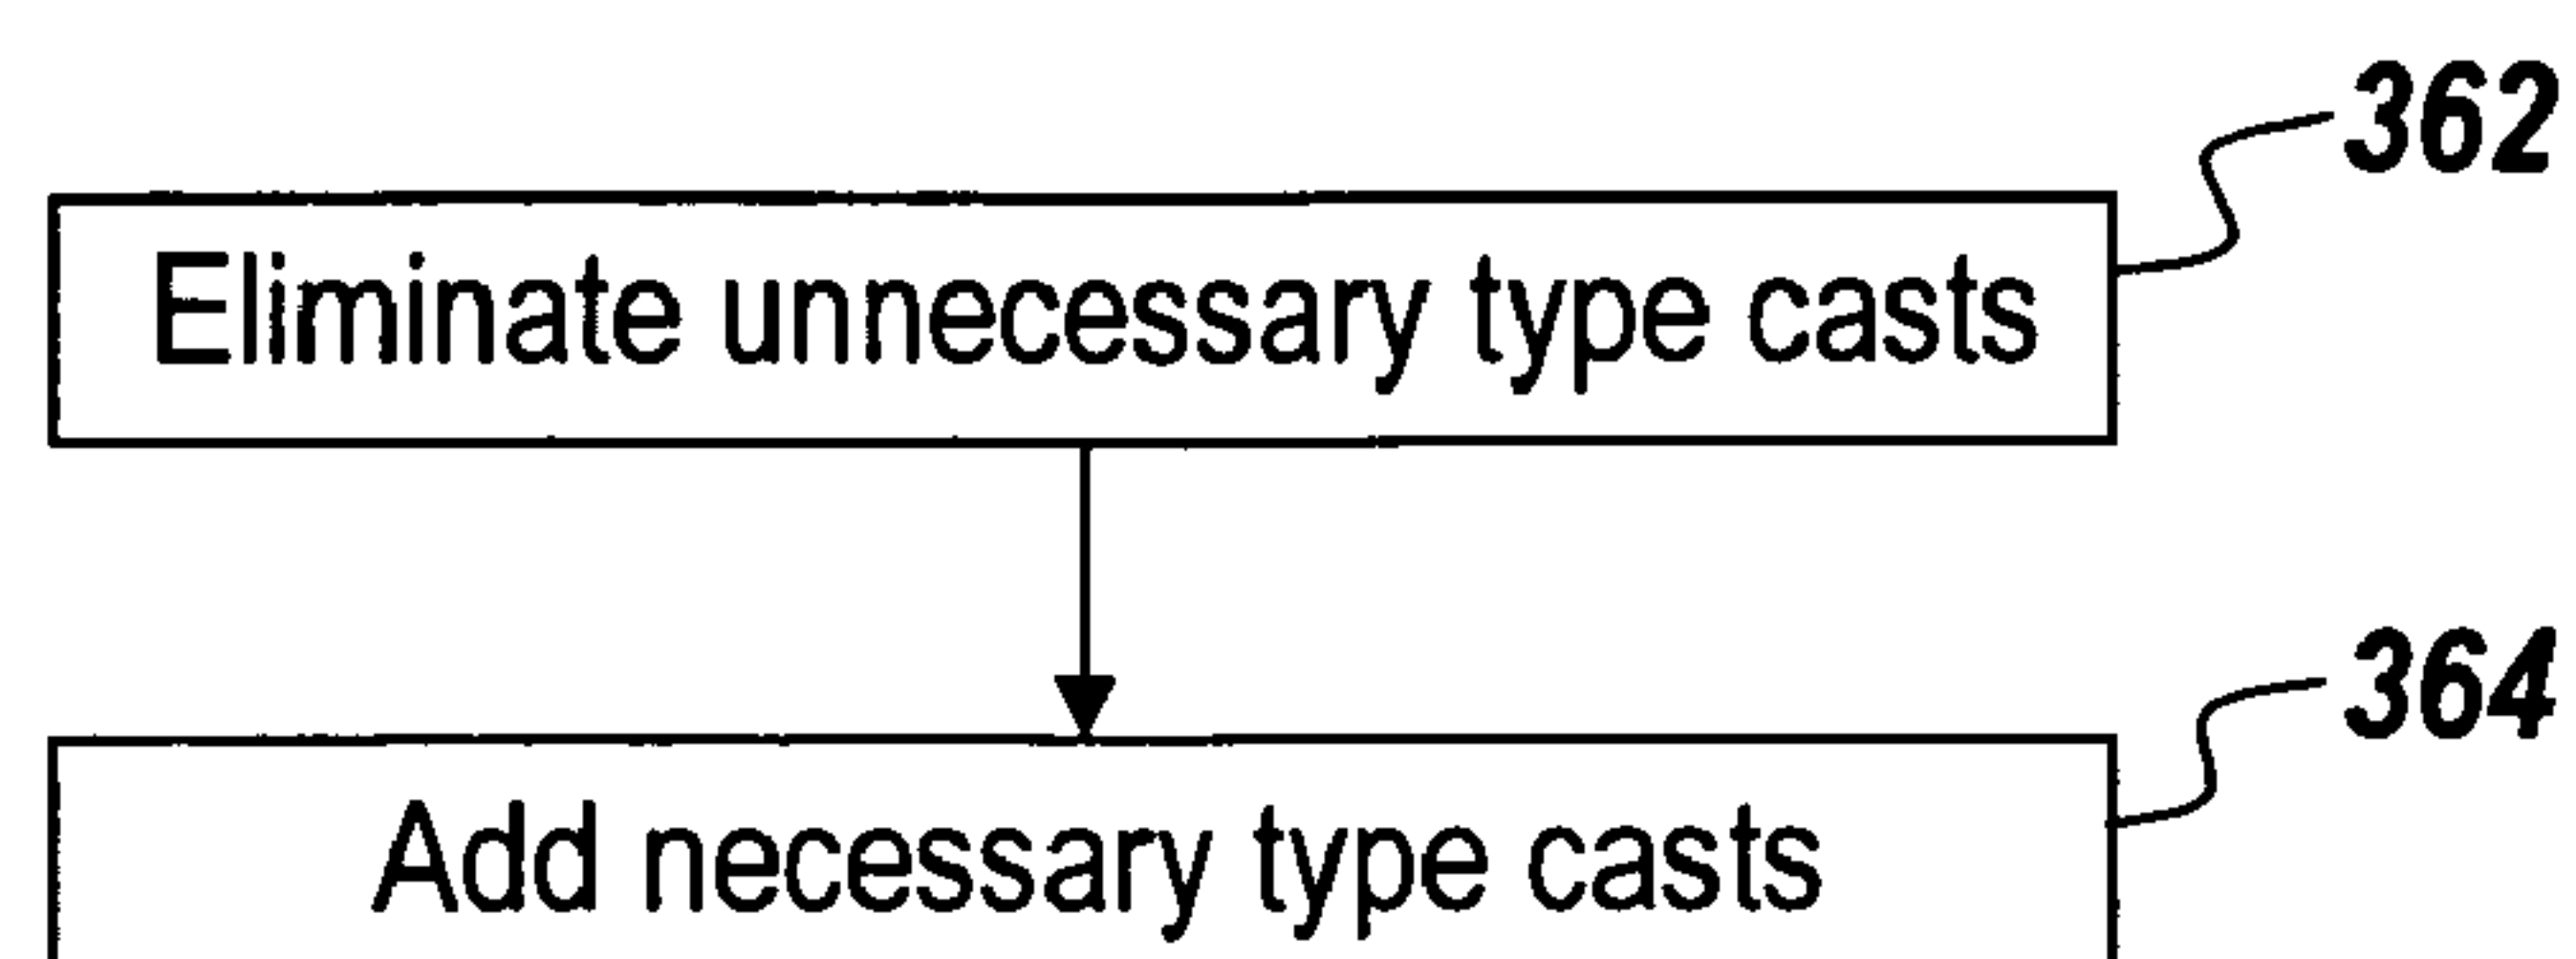 362
Eliminate unnecessary type casts
364
Add necessary type casts